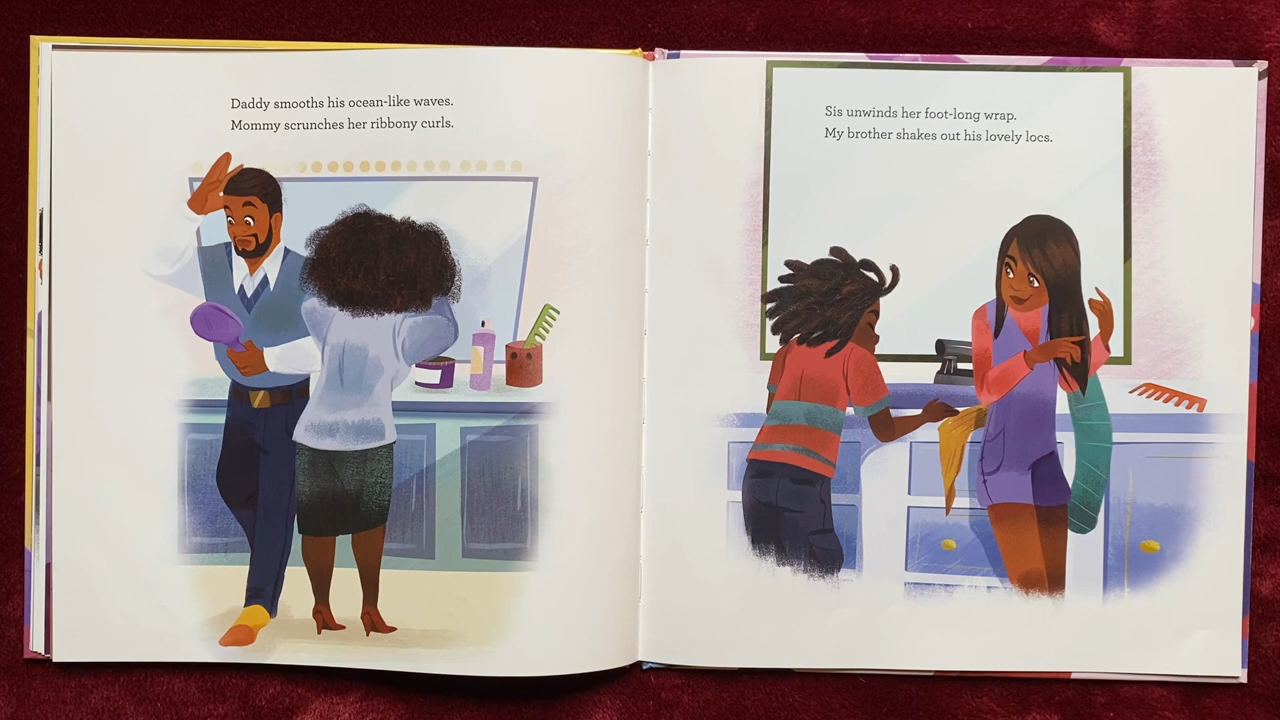 Daddy smooths his ocean-like waves.
Mommy scrunches her ribbony curls.
Sis unwinds her foot-long wrap.
My brother shakes out his lovely locs.